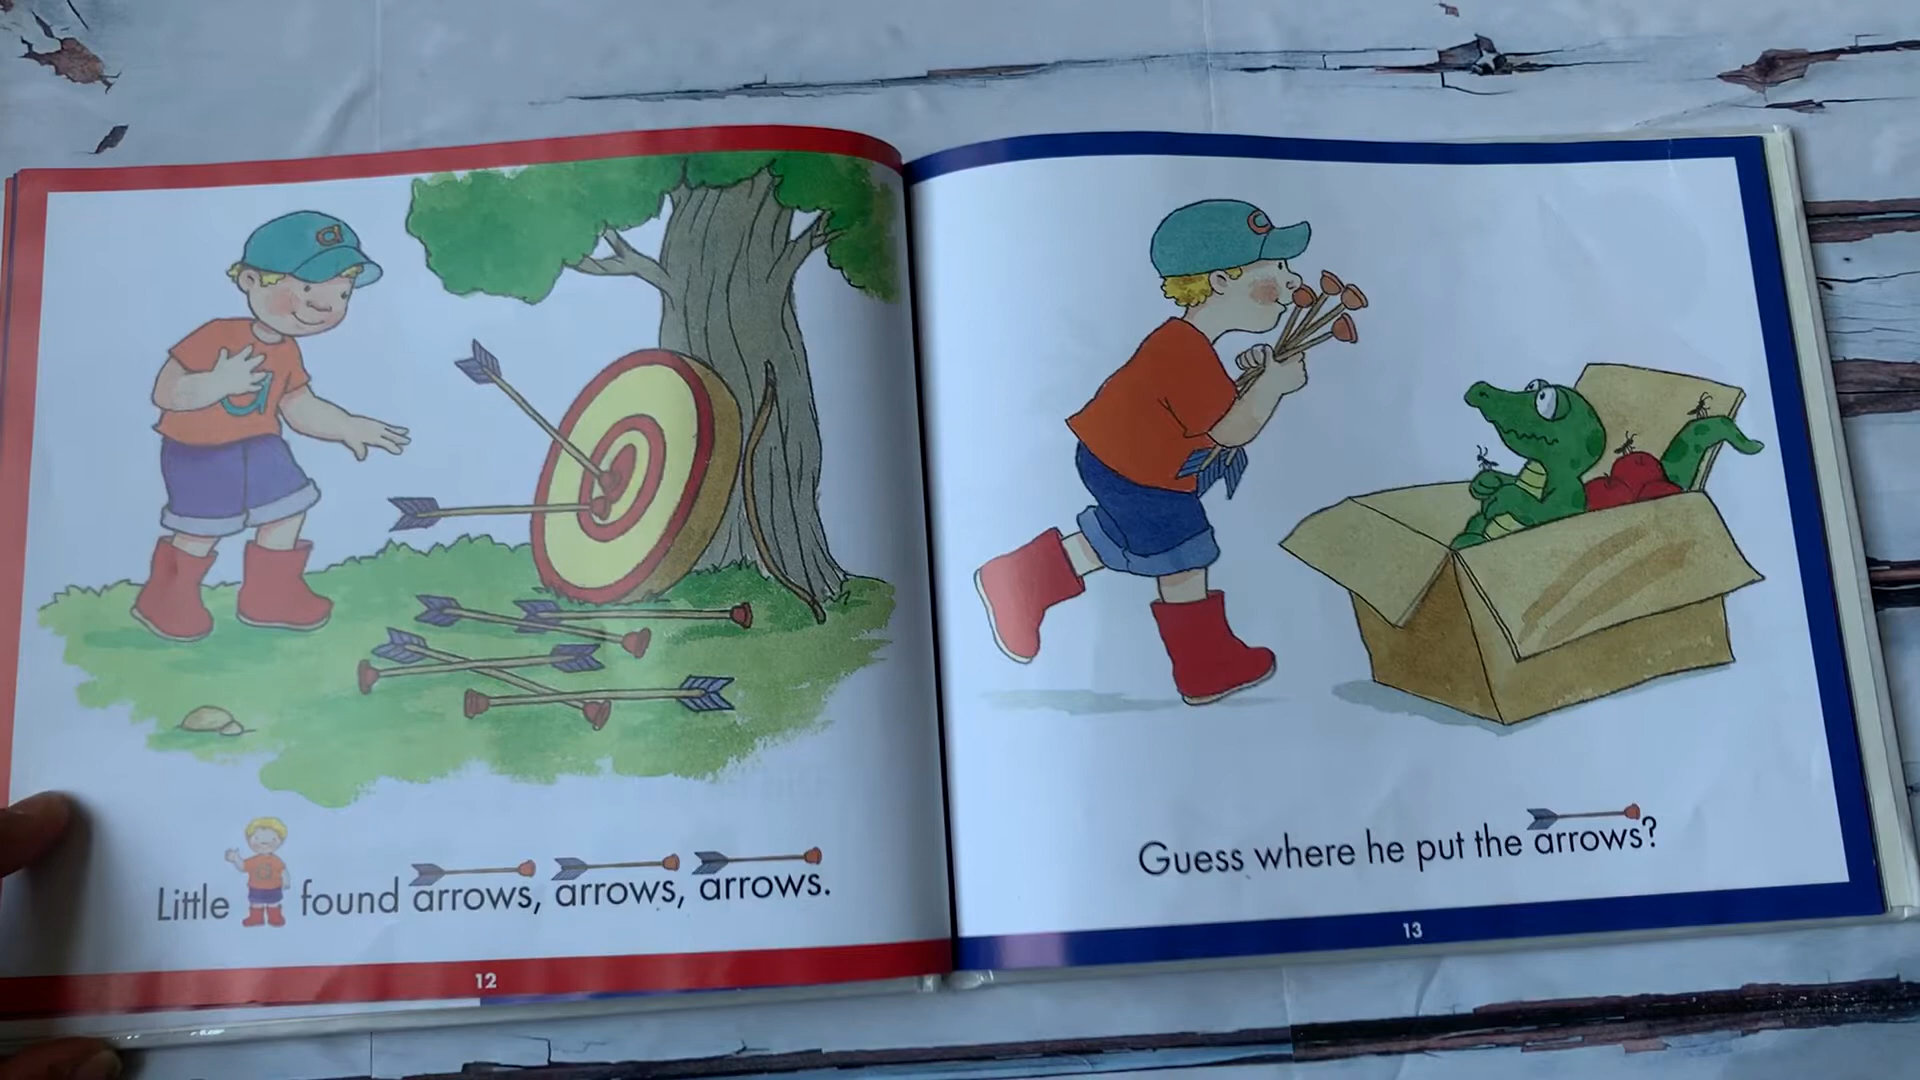 Little found arrows, arrows, arrows.
12
Guess where he put the arrows?
13